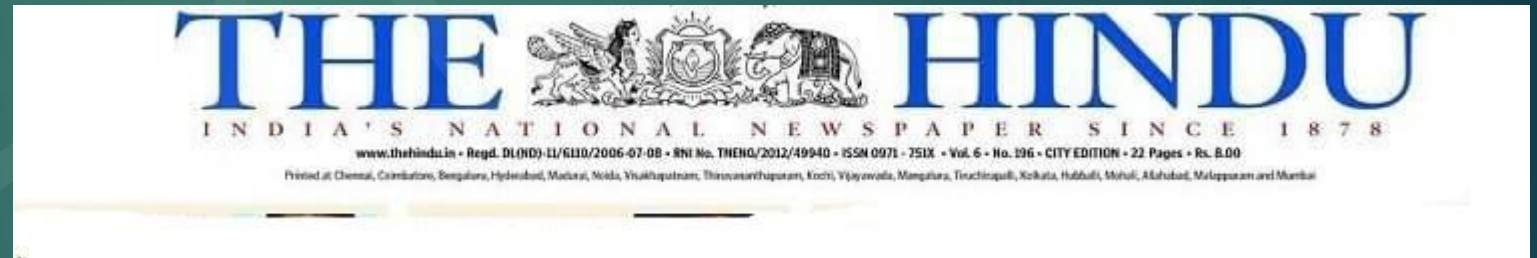 THE HINDU
INDIA'S NATIONAL NEWSPAPER SINCE 1878
www.thehindu.in • Regd. DL(ND)-11/6110/2006-07-08 • RNI No. TNENG/2012/49940 • ISSN 0971 - 751X • Vol. 6 • No. 196 • CITY EDITION • 22 Pages • Rs. 8.00
Printed at Chennai, Coimbatore, Bengaluru, Hyderabad, Madurai, Noida, Visakhapatnam, Thiruvananthapuram, Kochi, Vijayawada, Mangaluru, Tiruchirapalli, Kolkata, Hubballi, Mohali, Allahabad, Malappuram and Mumbai